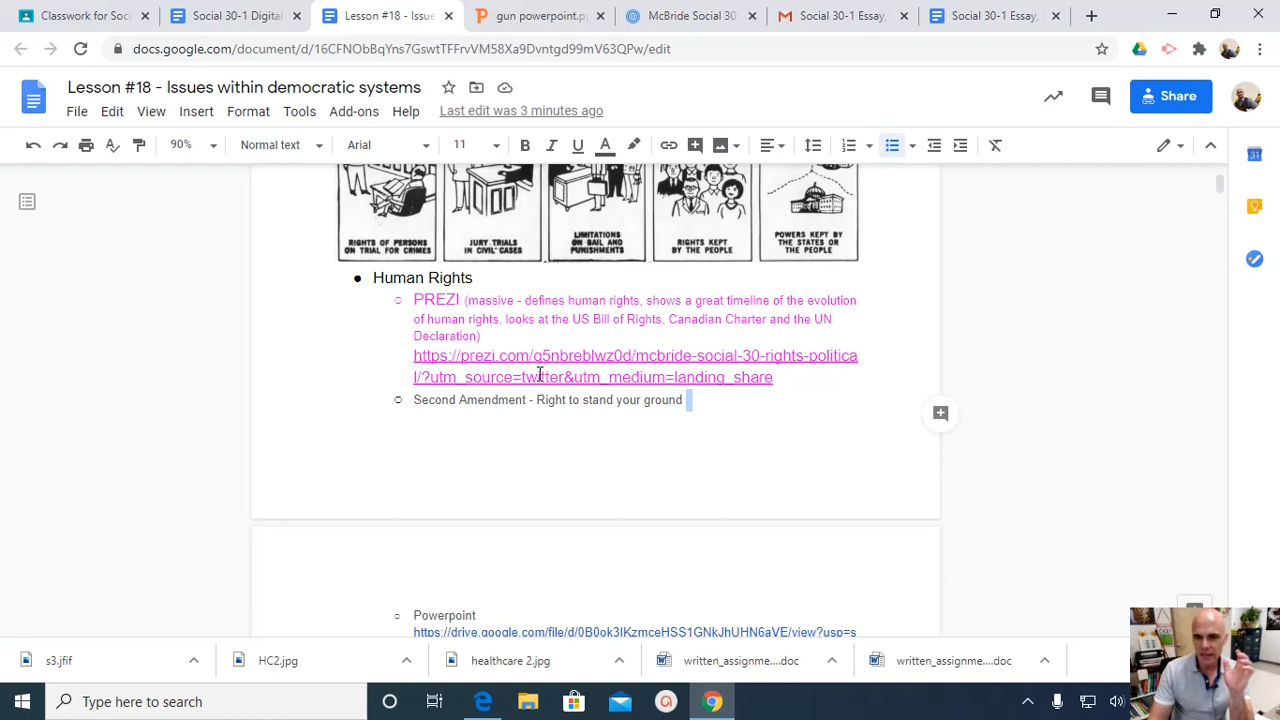 Classwork for Soc
Social 30-1 Digital
Lesson #18 - Issue
gun powerpoint.p
McBride Social 30
Social 30-1 Essay,
Social 30-1 Essay,
docs.google.com/document/d/16CFNObBqYns7GswtTFFrvVM58Xa9Dvntgd99mV63QPw/edit
Lesson #18 - Issues within democratic systems
File Edit View Insert Format Tools Add-ons Help Last edit was 3 minutes ago
Share
90% Normal text Arial 11 B I U A
RIGHTS OF PERSONS
ON TRIAL FOR CRIMES
JURY TRIALS
IN CIVIL CASES
LIMITATIONS
ON BAIL AND
PUNISHMENTS
RIGHTS KEPT
BY THE PEOPLE
POWERS KEPT BY
THE STATES OR
THE PEOPLE
● Human Rights
○ PREZI (massive - defines human rights, shows a great timeline of the evolution
of human rights, looks at the US Bill of Rights, Canadian Charter and the UN
Declaration)
https://prezi.com/q5nbreblwz0d/mcbride-social-30-rights-politica
l/?utm_source=twitter&utm_medium=landing_share
○ Second Amendment - Right to stand your ground
○ Powerpoint
https://drive.google.com/file/d/0B0ok3IKzmceHSS1GNkJhUHN6aVE/view?usp=s
s3.jfif
HC2.jpg
healthcare 2.jpg
written_assignme....doc
written_assignme....doc
Type here to search
31